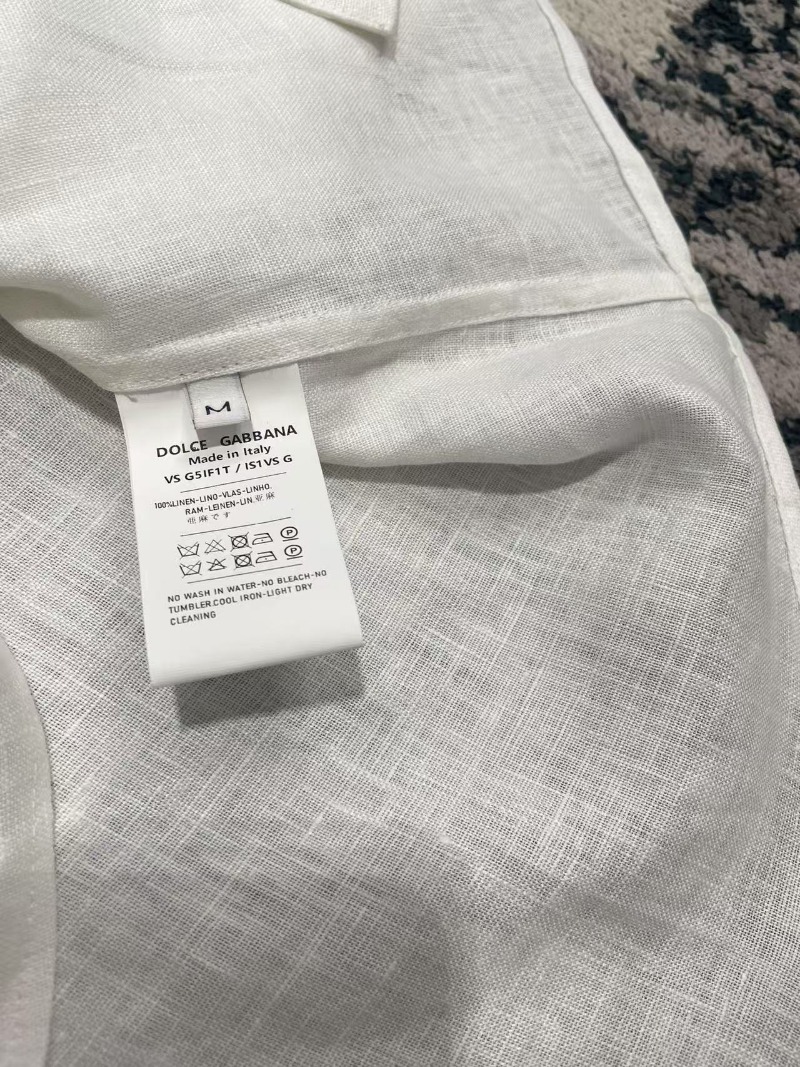 M
DOLCE GABBANA
Made in Italy
VS G5IF1T / IS1VS G
100%LINEN-LINO-VLAS-LINHO.
RAM-LEINEN-LIN.亜麻
亜麻です
P
P
NO WASH IN WATER-NO BLEACH-NO
TUMBLER.COOL IRON-LIGHT DRY
CLEANING